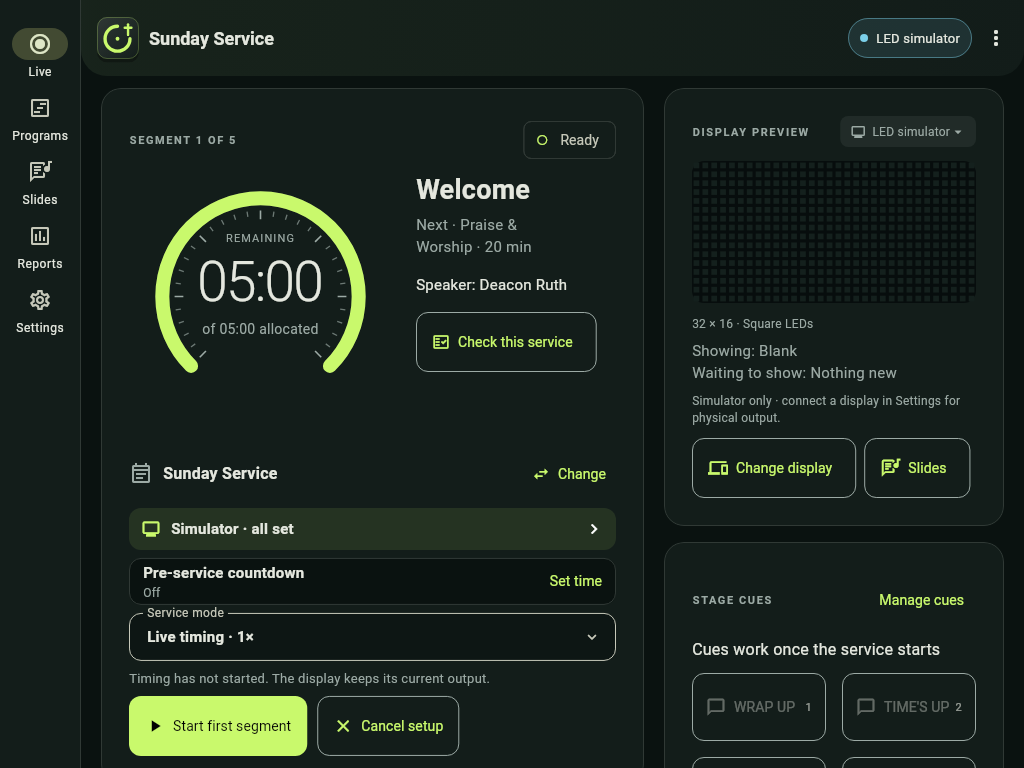 Live
Programs
Slides
Reports
Settings
Sunday Service
LED simulator
SEGMENT 1 OF 5
Ready
REMAINING
05:00
of 05:00 allocated
Welcome
Next · Praise &
Worship · 20 min
Speaker: Deacon Ruth
Check this service
Sunday Service
Change
Simulator · all set
Pre-service countdown
Off
Set time
Service mode
Live timing · 1×
Timing has not started. The display keeps its current output.
Start first segment
Cancel setup
DISPLAY PREVIEW
LED simulator
32 × 16 · Square LEDs
Showing: Blank
Waiting to show: Nothing new
Simulator only · connect a display in Settings for
physical output.
Change display
Slides
STAGE CUES
Manage cues
Cues work once the service starts
WRAP UP 1
TIME'S UP 2